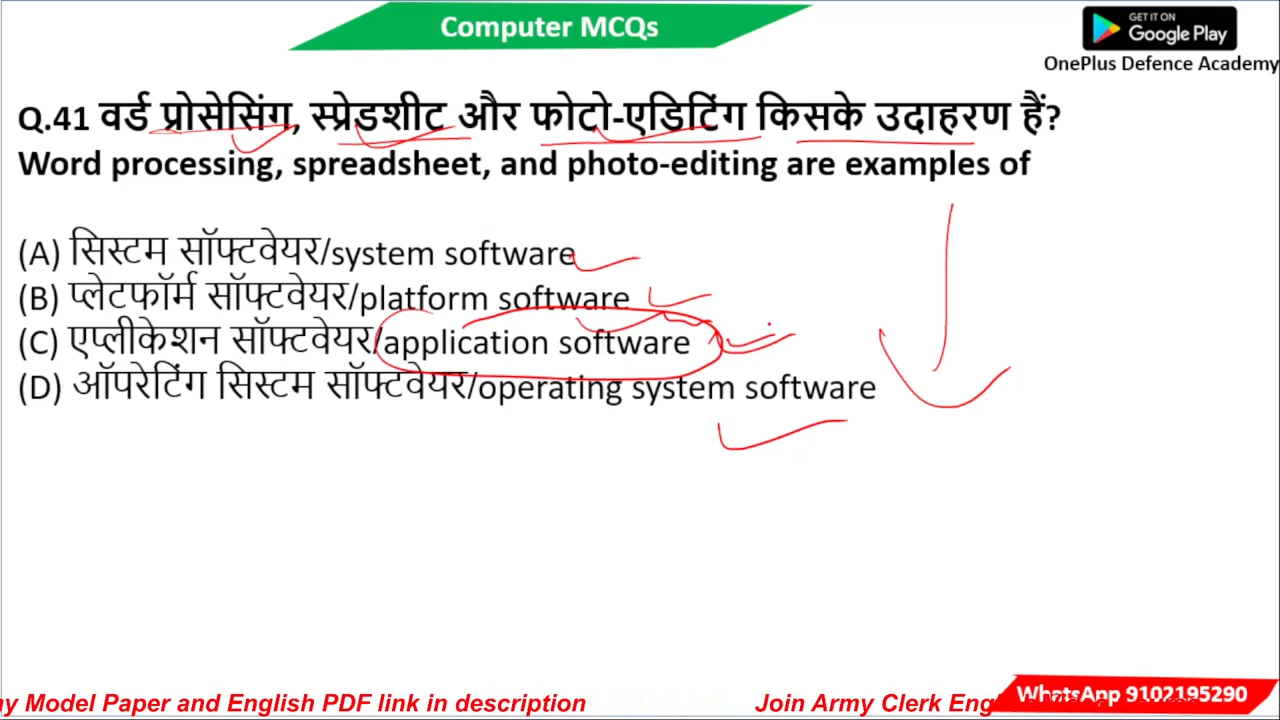 Computer MCQs
GET IT ON
Google Play
OnePlus Defence Academy
Q.41 वर्ड प्रोसेसिंग, स्प्रेडशीट और फोटो-एडिटिंग किसके उदाहरण हैं?
Word processing, spreadsheet, and photo-editing are examples of
(A) सिस्टम सॉफ्टवेयर/system software
(B) प्लेटफॉर्म सॉफ्टवेयर/platform software
(C) एप्लीकेशन सॉफ्टवेयर/application software
(D) ऑपरेटिंग सिस्टम सॉफ्टवेयर/operating system software
WhatsApp 9102195290
Model Paper and English PDF link in description Join Army Clerk